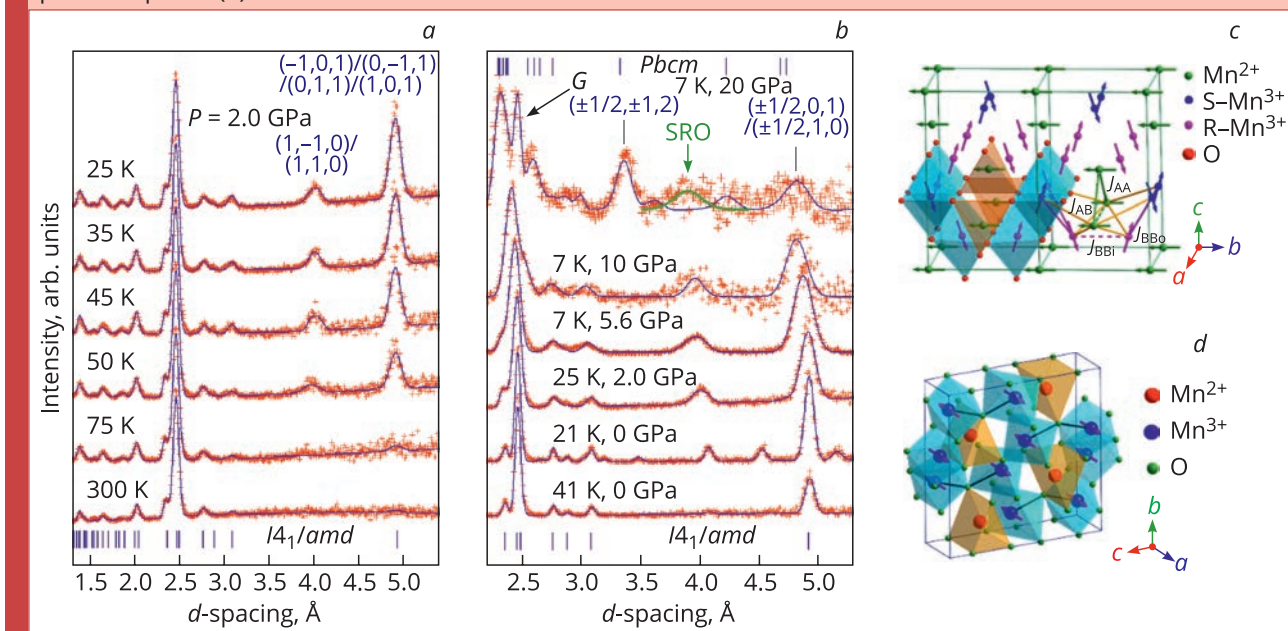 a
(−1,0,1)/(0,−1,1)
/(0,1,1)/(1,0,1)
P = 2.0 GPa
(1,−1,0)/
(1,1,0)
25 K
35 K
45 K
50 K
75 K
300 K
I4₁/amd
Intensity, arb. units
1.5 2.0 2.5 3.0 3.5 4.0 4.5 5.0
d-spacing, Å
b
Pbcm
7 K, 20 GPa
G
(±1/2,±1,2)
(±1/2,0,1)
/(±1/2,1,0)
SRO
7 K, 10 GPa
7 K, 5.6 GPa
25 K, 2.0 GPa
21 K, 0 GPa
41 K, 0 GPa
I4₁/amd
2.5 3.0 3.5 4.0 4.5 5.0
d-spacing, Å
c
Mn²⁺
S–Mn³⁺
R–Mn³⁺
O
J_AA
J_AB
J_BBo
J_BBi
c
b
a
d
Mn²⁺
Mn³⁺
O
b
c
a